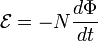 ℰ = −N dΦ/dt